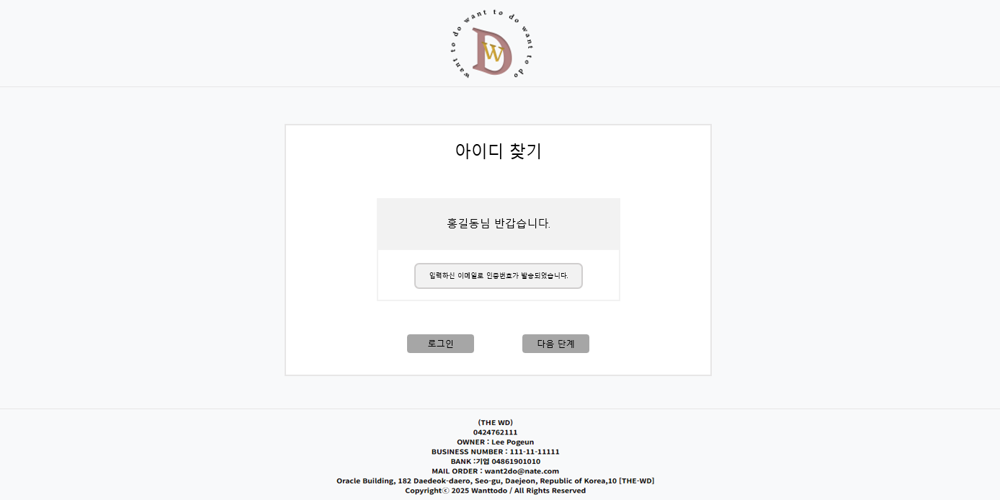 want to do want to do want to do
D
W
아이디 찾기
홍길동님 반갑습니다.
입력하신 이메일로 인증번호가 발송되었습니다.
로그인
다음 단계
(THE WD)
0424762111
OWNER : Lee Pogeun
BUSINESS NUMBER : 111-11-11111
BANK :기업 04861901010
MAIL ORDER : want2do@nate.com
Oracle Building, 182 Daedeok-daero, Seo-gu, Daejeon, Republic of Korea,10 [THE-WD]
Copyrightⓒ 2025 Wanttodo / All Rights Reserved